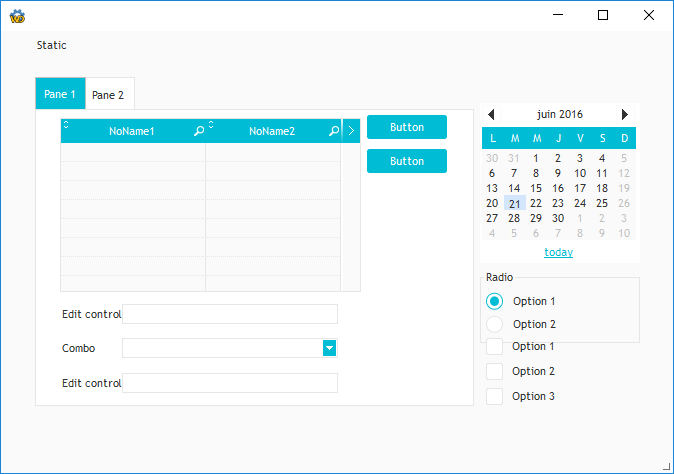 Static
Pane 1 Pane 2
NoName1 NoName2
Button
Button
Edit control
Combo
Edit control
juin 2016
L M M J V S D
30 31 1 2 3 4 5
6 7 8 9 10 11 12
13 14 15 16 17 18 19
20 21 22 23 24 25 26
27 28 29 30 1 2 3
4 5 6 7 8 9 10
today
Radio
Option 1
Option 2
Option 1
Option 2
Option 3